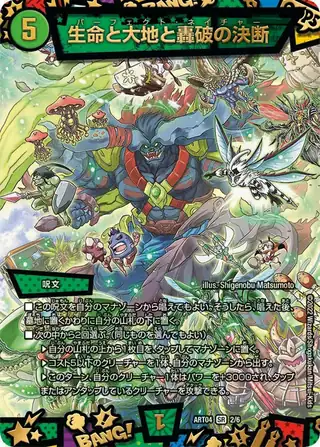 パーフェクト・ネイチャー
5
生命と大地と轟破の決断
illus. Shigenobu Matsumoto
呪文
■この呪文を自分のマナゾーンから唱えてもよい。そうしたら、唱えた後、
墓地に置くかわりに自分の山札の下に置く。
■次の中から2回選ぶ。(同じものを選んでもよい)
▶自分の山札の上から1枚目を、タップしてマナゾーンに置く。
▶コスト5以下のクリーチャーを1体、自分のマナゾーンから出す。
▶このターン、自分のクリーチャー1体はパワーを+3000され、タップ
またはアンタップしているクリーチャーを攻撃できる。
1
ART04 SR 2/6
BANG!
BANG!